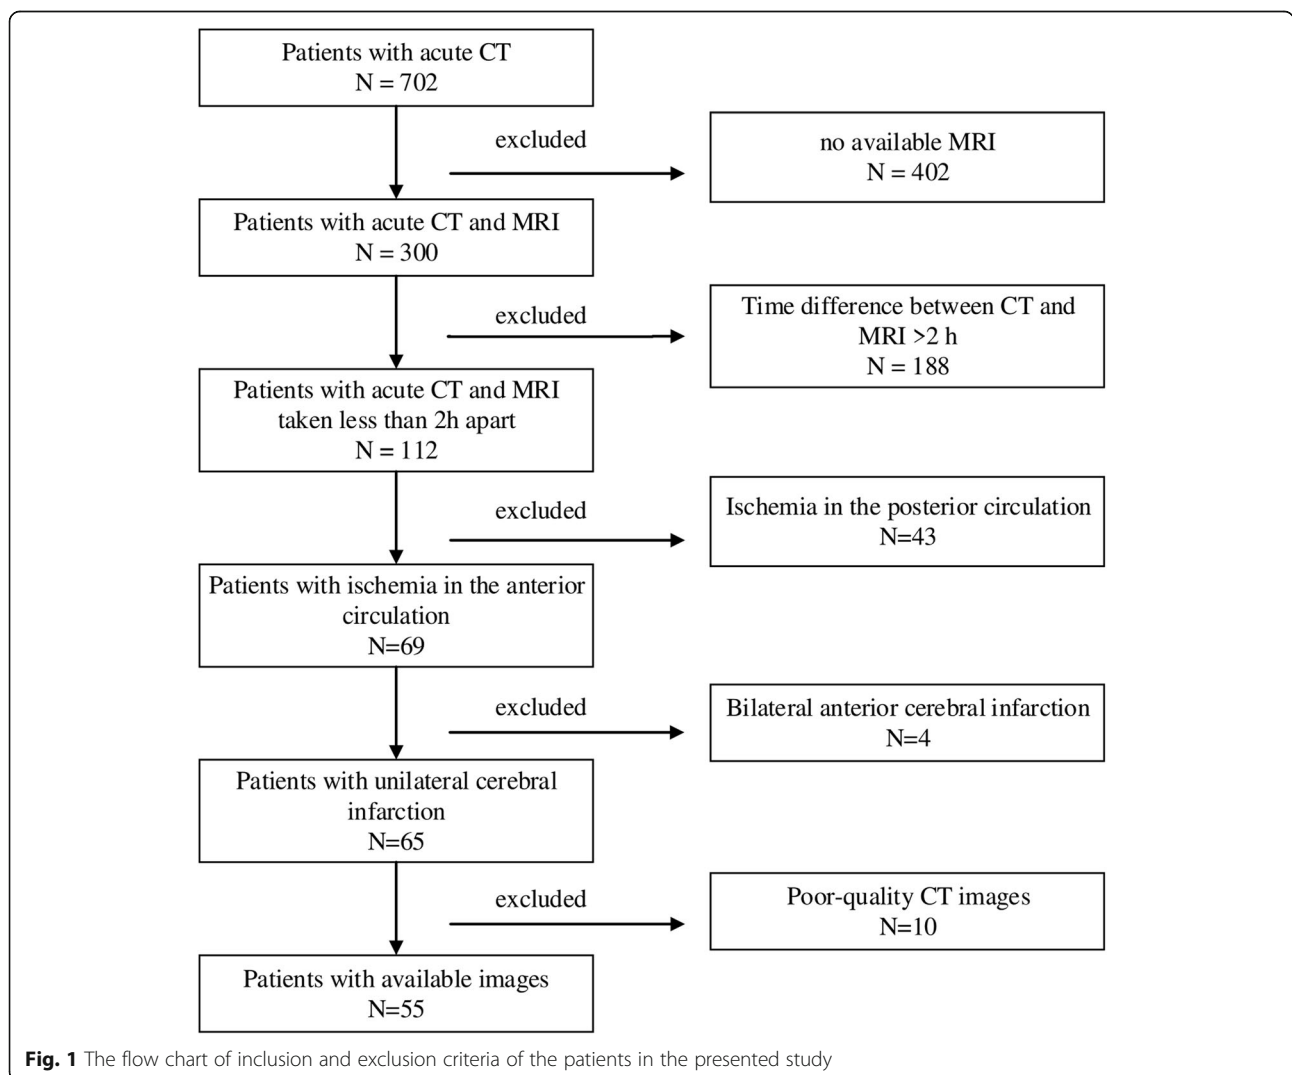 Patients with acute CT
N = 702
excluded
no available MRI
N = 402
Patients with acute CT and MRI
N = 300
excluded
Time difference between CT and
MRI >2 h
N = 188
Patients with acute CT and MRI
taken less than 2h apart
N = 112
excluded
Ischemia in the posterior circulation
N=43
Patients with ischemia in the anterior
circulation
N=69
excluded
Bilateral anterior cerebral infarction
N=4
Patients with unilateral cerebral
infarction
N=65
excluded
Poor-quality CT images
N=10
Patients with available images
N=55
Fig. 1 The flow chart of inclusion and exclusion criteria of the patients in the presented study